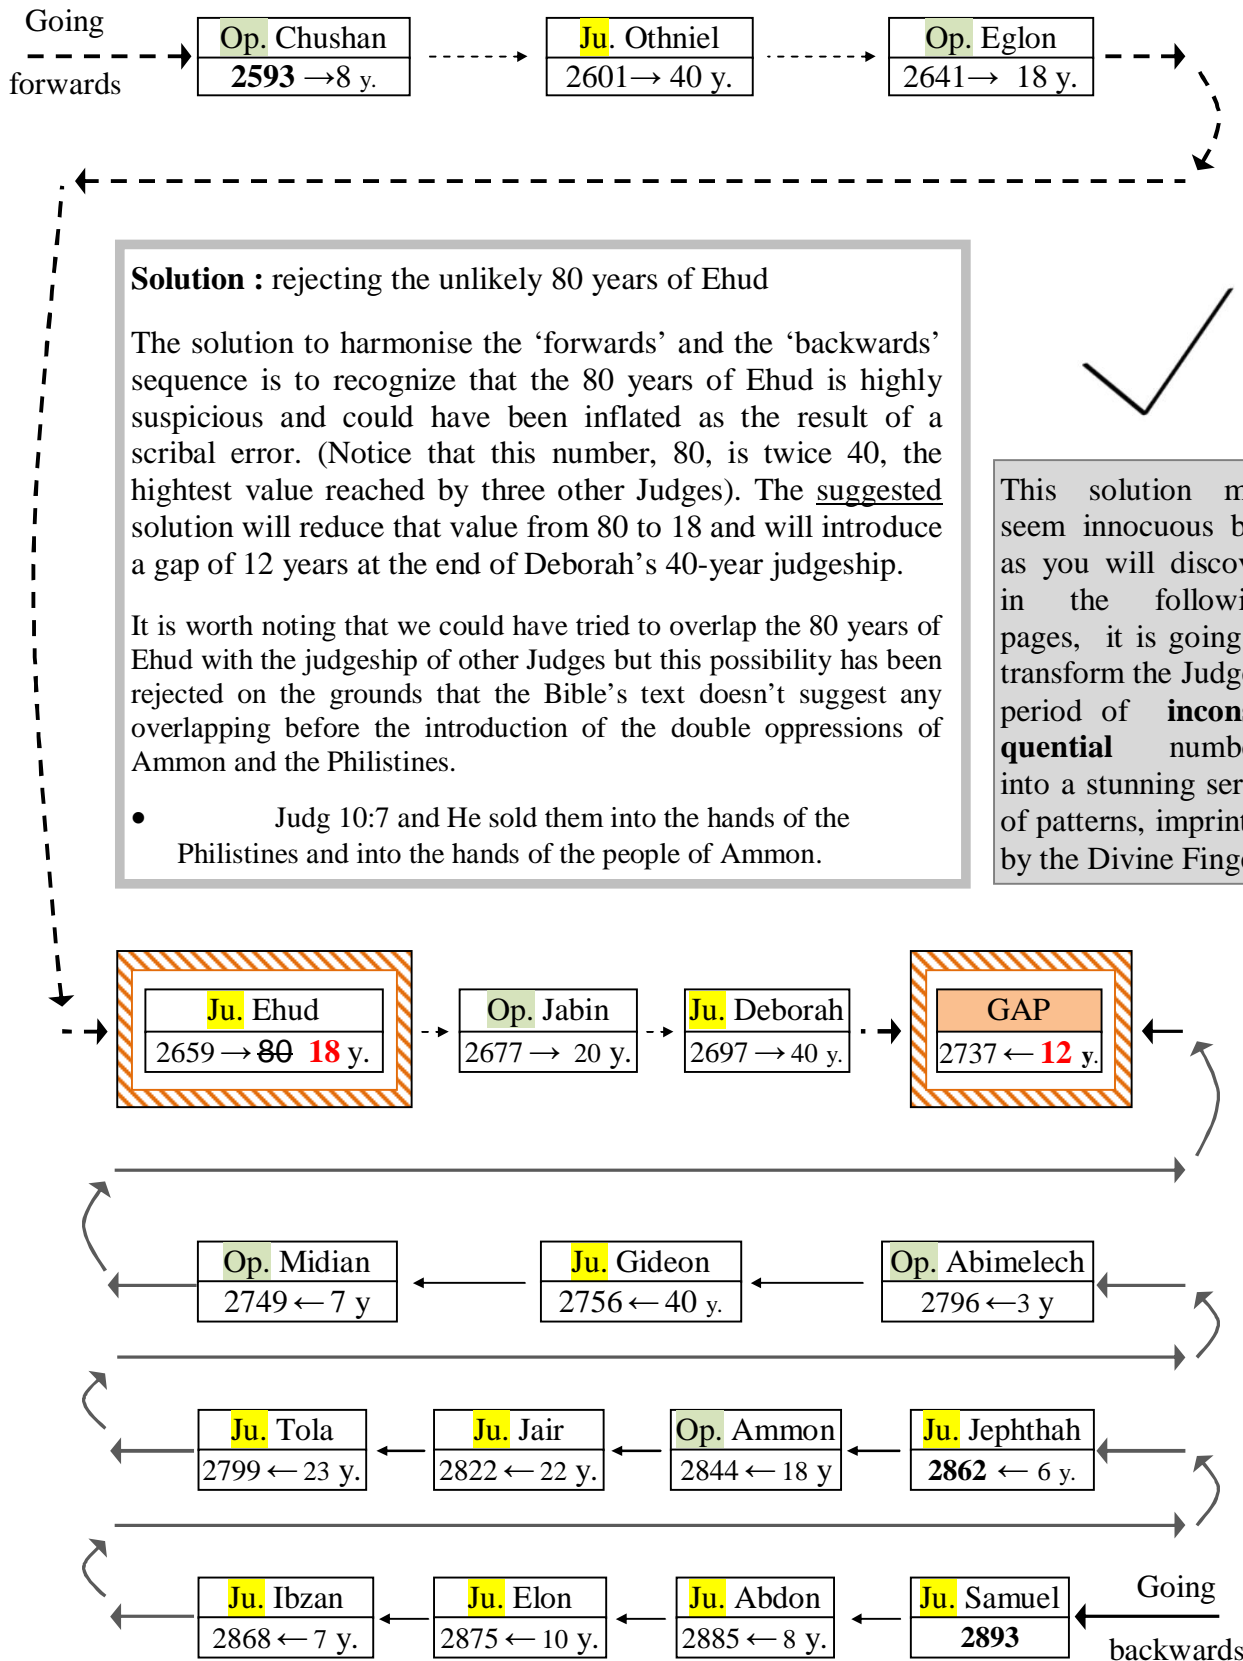 Going
forwards
Op. Chushan
2593 →8 y.
Ju. Othniel
2601→ 40 y.
Op. Eglon
2641→ 18 y.
Solution : rejecting the unlikely 80 years of Ehud
The solution to harmonise the ‘forwards’ and the ‘backwards’
sequence is to recognize that the 80 years of Ehud is highly
suspicious and could have been inflated as the result of a
scribal error. (Notice that this number, 80, is twice 40, the
hightest value reached by three other Judges). The suggested
solution will reduce that value from 80 to 18 and will introduce
a gap of 12 years at the end of Deborah’s 40-year judgeship.
It is worth noting that we could have tried to overlap the 80 years of
Ehud with the judgeship of other Judges but this possibility has been
rejected on the grounds that the Bible’s text doesn’t suggest any
overlapping before the introduction of the double oppressions of
Ammon and the Philistines.
• Judg 10:7 and He sold them into the hands of the
Philistines and into the hands of the people of Ammon.
This solution m
seem innocuous b
as you will discov
in the followi
pages, it is going
transform the Judg
period of incons
quential numb
into a stunning ser
of patterns, imprint
by the Divine Fing
Ju. Ehud
2659 → 80 18 y.
Op. Jabin
2677 → 20 y.
Ju. Deborah
2697 → 40 y.
GAP
2737 ← 12 y.
Op. Midian
2749 ← 7 y
Ju. Gideon
2756 ← 40 y.
Op. Abimelech
2796 ←3 y
Ju. Tola
2799 ← 23 y.
Ju. Jair
2822 ← 22 y.
Op. Ammon
2844 ← 18 y
Ju. Jephthah
2862 ← 6 y.
Ju. Ibzan
2868 ← 7 y.
Ju. Elon
2875 ← 10 y.
Ju. Abdon
2885 ← 8 y.
Ju. Samuel
2893
Going
backwards